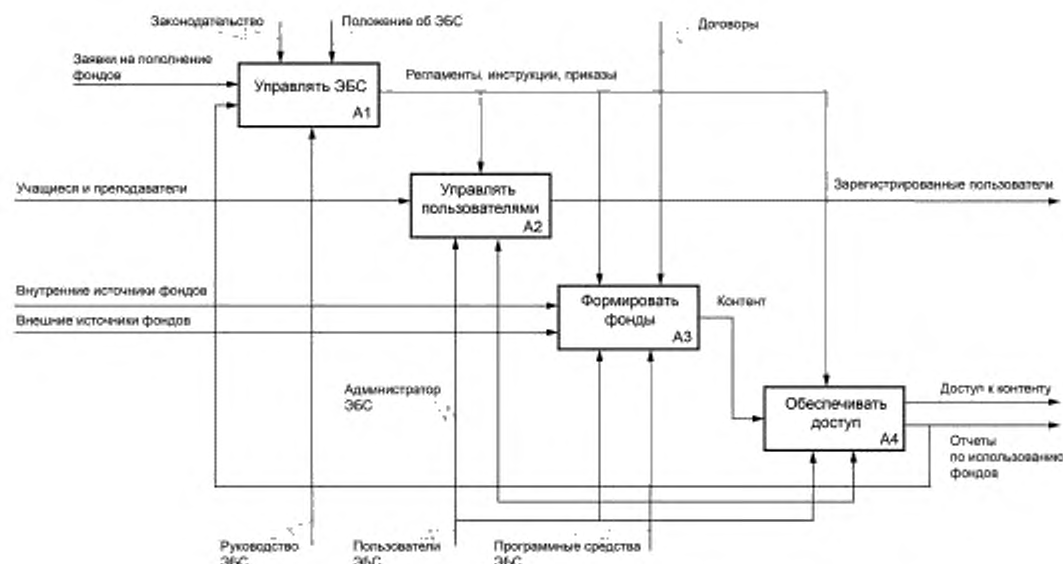 Законодательство
Положение об ЭБС
Договоры
Заявки на пополнение
фондов
Управлять ЭБС
А1
Регламенты, инструкции, приказы
Учащиеся и преподаватели
Управлять
пользователями
А2
Зарегистрированные пользователи
Внутренние источники фондов
Внешние источники фондов
Формировать
фонды
А3
Контент
Администратор
ЭБС
Обеспечивать
доступ
А4
Доступ к контенту
Отчеты
по использованию
фондов
Руководство
ЭБС
Пользователи
ЭБС
Программные средства
ЭБС